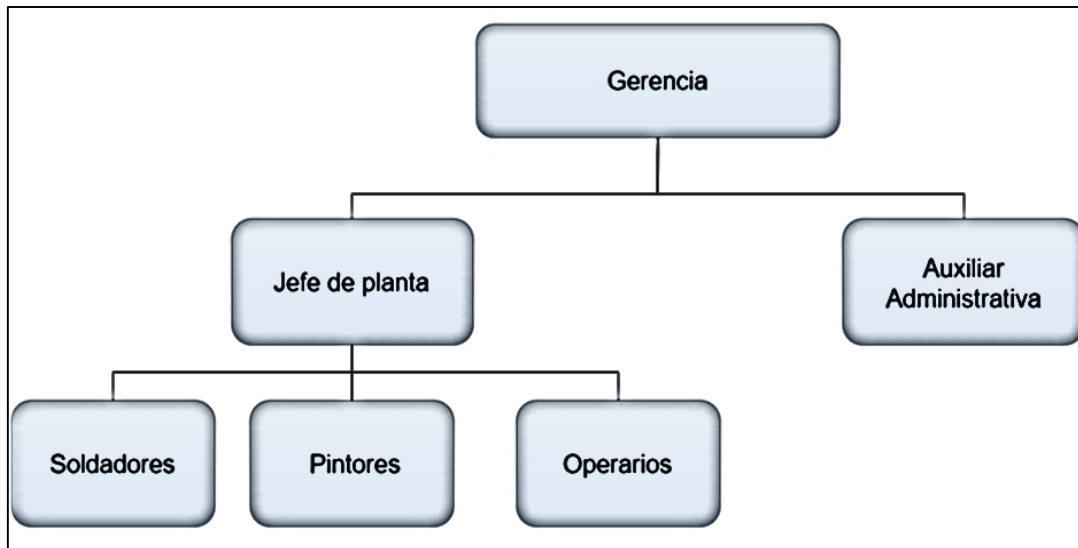 Gerencia
Jefe de planta
Auxiliar
Administrativa
Soldadores
Pintores
Operarios